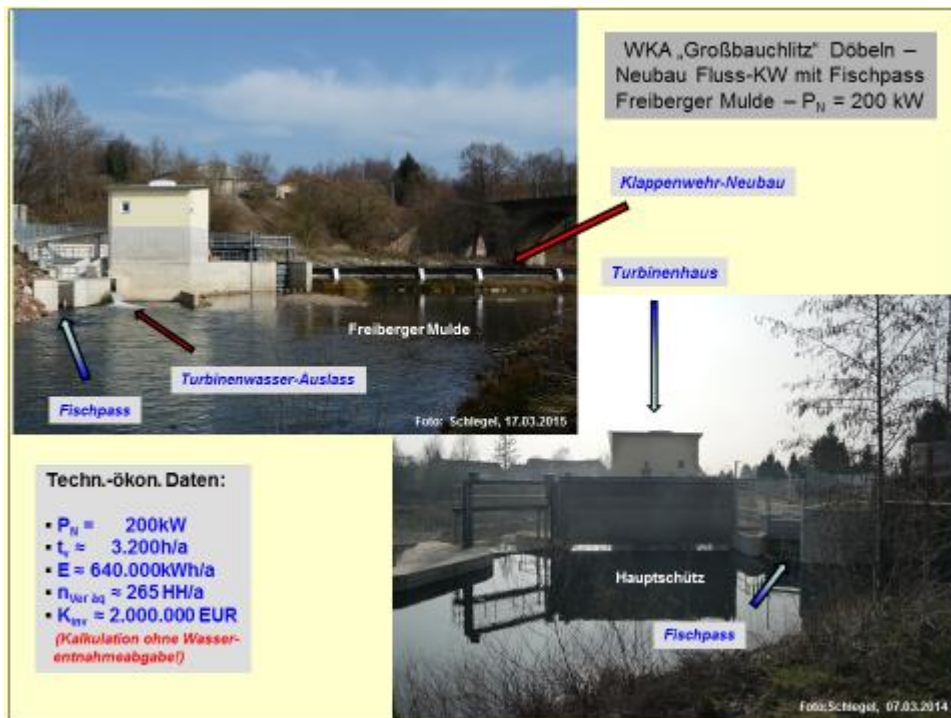 WKA „Großbauchlitz“ Döbeln –
Neubau Fluss-KW mit Fischpass
Freiberger Mulde – PN = 200 kW
Klappenwehr-Neubau
Turbinenhaus
Freiberger Mulde
Turbinenwasser-Auslass
Fischpass
Foto: Schlegel, 17.03.2015
Techn.-ökon. Daten:
▪ PN = 200kW
▪ tv ≈ 3.200h/a
▪ E ≈ 640.000kWh/a
▪ nVer äq ≈ 265 HH/a
▪ KInv ≈ 2.000.000 EUR
(Kalkulation ohne Wasser-
entnahmeabgabe!)
Hauptschütz
Fischpass
Foto:Schlegel, 07.03.2014